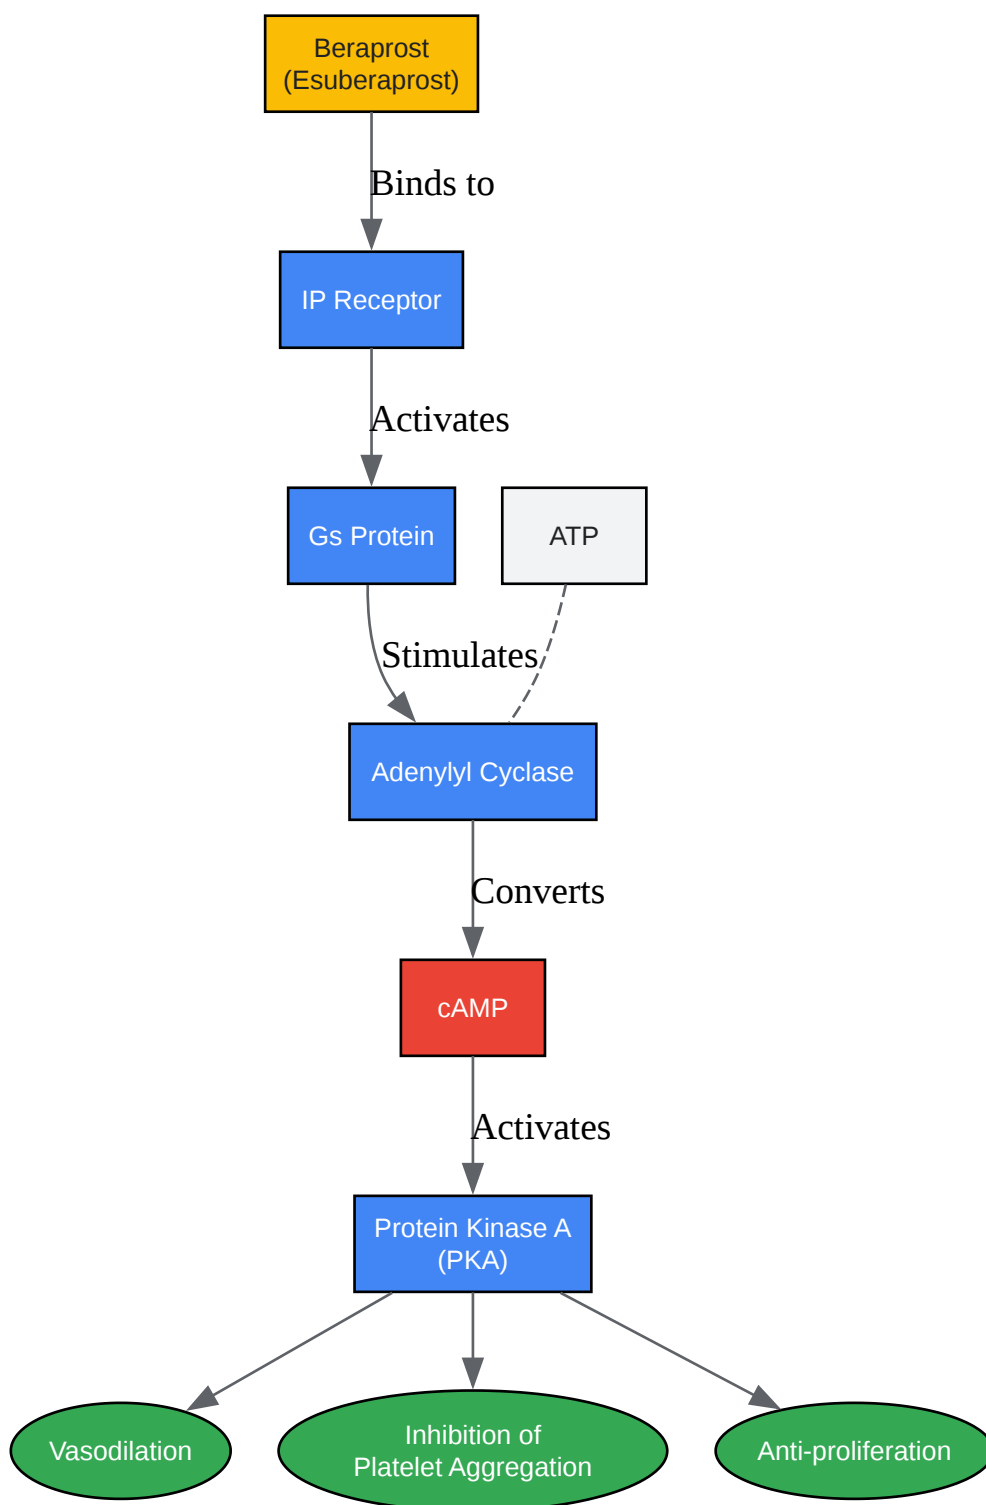 Beraprost
(Esuberaprost)
Binds to
IP Receptor
Activates
Gs Protein
ATP
Stimulates
Adenylyl Cyclase
Converts
cAMP
Activates
Protein Kinase A
(PKA)
Vasodilation
Inhibition of
Platelet Aggregation
Anti-proliferation